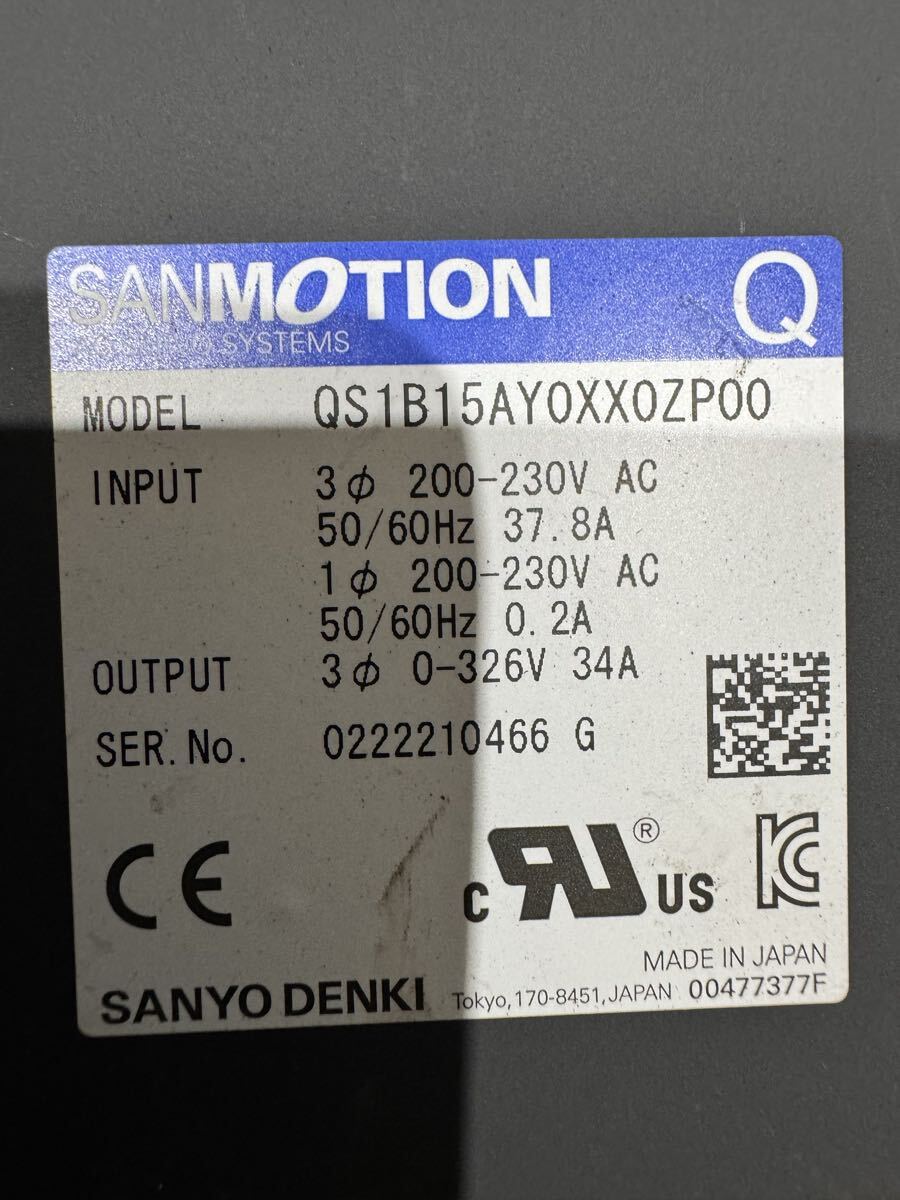 SANMOTION Q
SYSTEMS
MODEL QS1B15AY0XX0ZP00
INPUT 3φ 200-230V AC
50/60Hz 37.8A
1φ 200-230V AC
50/60Hz 0.2A
OUTPUT 3φ 0-326V 34A
SER.No. 0222210466 G
CE
c RU ® US KC
MADE IN JAPAN
SANYO DENKI Tokyo,170-8451,JAPAN 00477377F